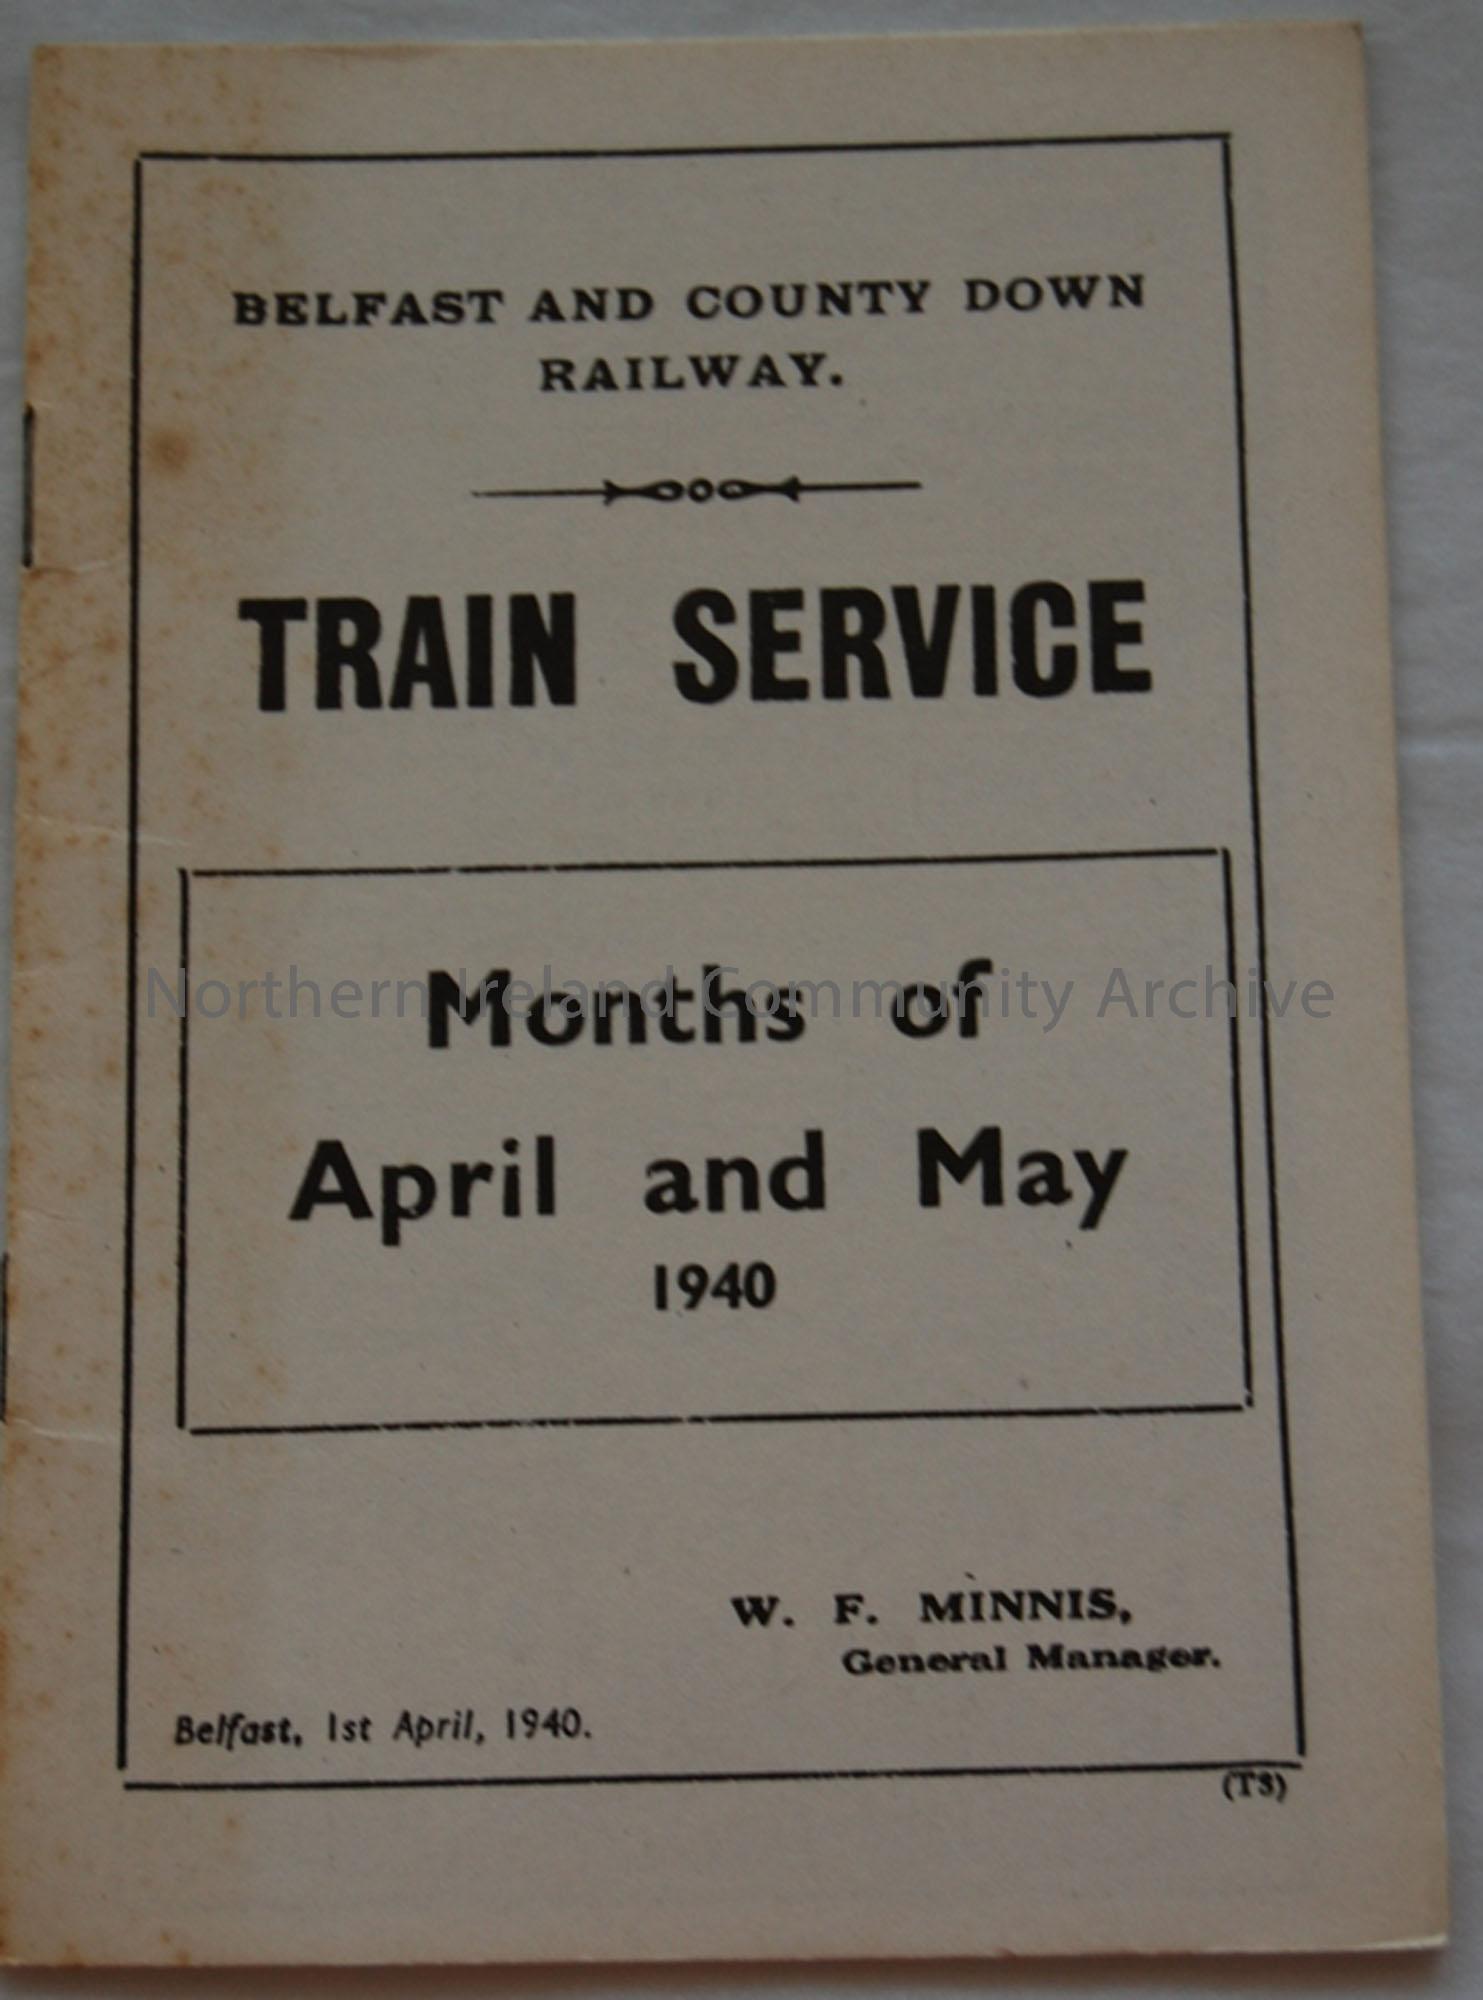 BELFAST AND COUNTY DOWN
RAILWAY.
TRAIN SERVICE
Months of
Northern Ireland Community Archive
April and May
1940
W. F. MINNIS,
General Manager.
Belfast, 1st April, 1940.
(TS)